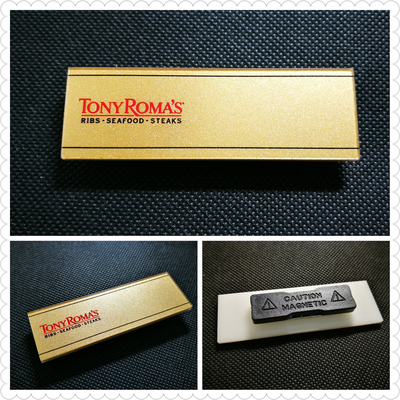 TONY ROMA'S
RIBS • SEAFOOD • STEAKS
TONY ROMA'S
RIBS • SEAFOOD • STEAKS
CAUTION
MAGNETIC